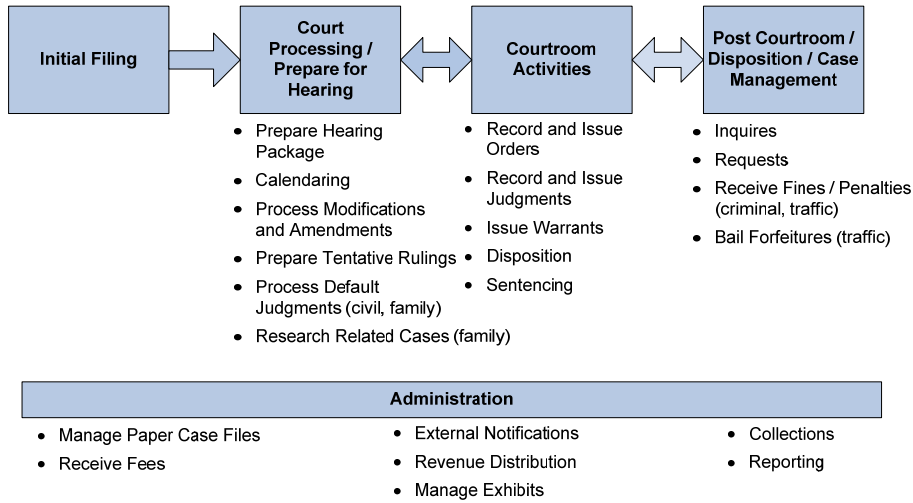 Initial Filing
Court
Processing /
Prepare for
Hearing
Courtroom
Activities
Post Courtroom /
Disposition / Case
Management
• Prepare Hearing
Package
• Calendaring
• Process Modifications
and Amendments
• Prepare Tentative Rulings
• Process Default
Judgments (civil, family)
• Research Related Cases (family)
• Record and Issue
Orders
• Record and Issue
Judgments
• Issue Warrants
• Disposition
• Sentencing
• Inquires
• Requests
• Receive Fines / Penalties
(criminal, traffic)
• Bail Forfeitures (traffic)
Administration
• Manage Paper Case Files
• Receive Fees
• External Notifications
• Revenue Distribution
• Manage Exhibits
• Collections
• Reporting